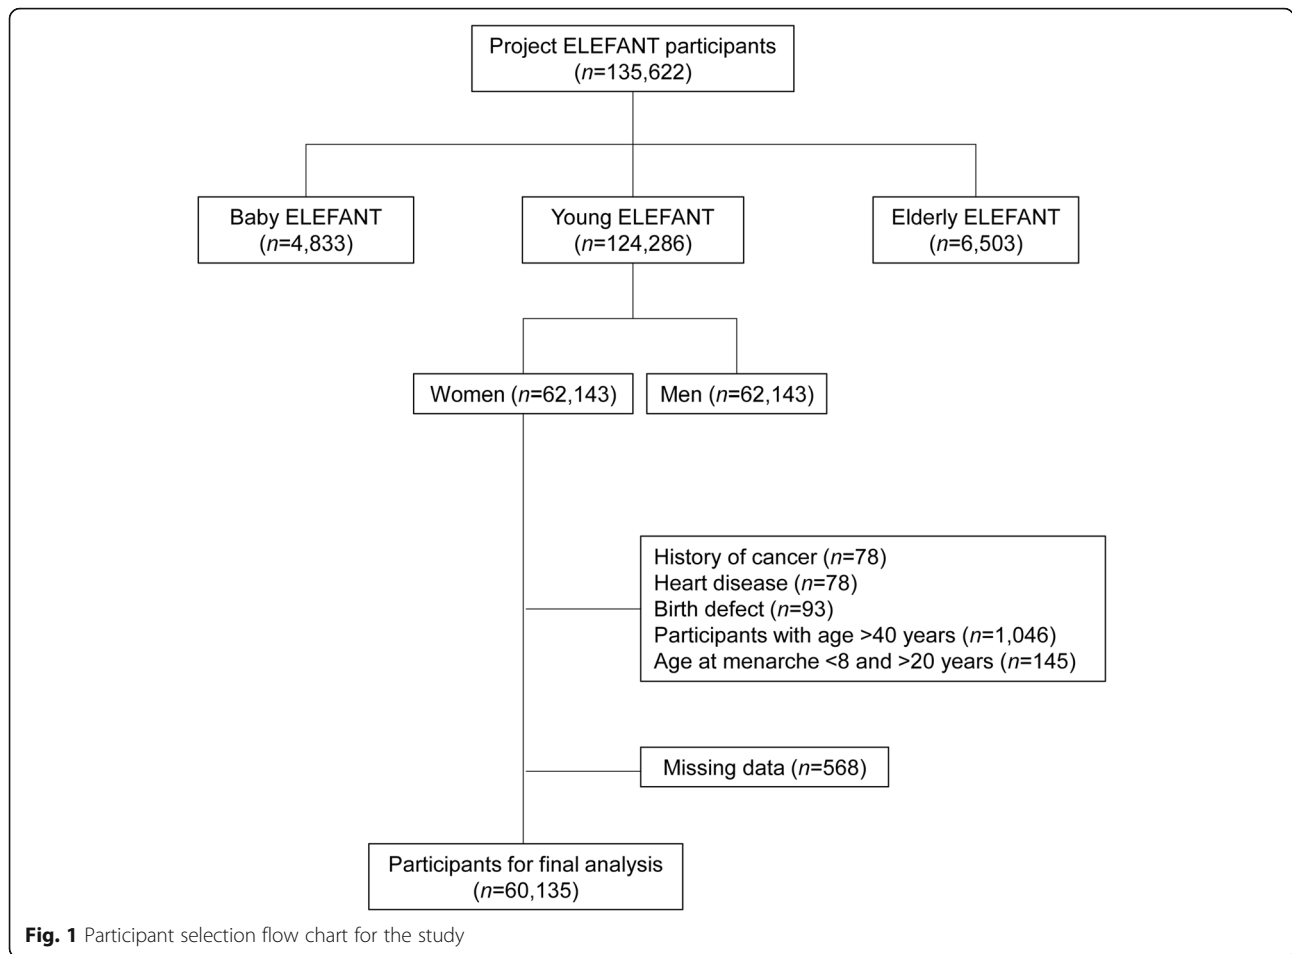 Project ELEFANT participants
(n=135,622)
Baby ELEFANT
(n=4,833)
Young ELEFANT
(n=124,286)
Elderly ELEFANT
(n=6,503)
Women (n=62,143)
Men (n=62,143)
History of cancer (n=78)
Heart disease (n=78)
Birth defect (n=93)
Participants with age >40 years (n=1,046)
Age at menarche <8 and >20 years (n=145)
Missing data (n=568)
Participants for final analysis
(n=60,135)
Fig. 1 Participant selection flow chart for the study